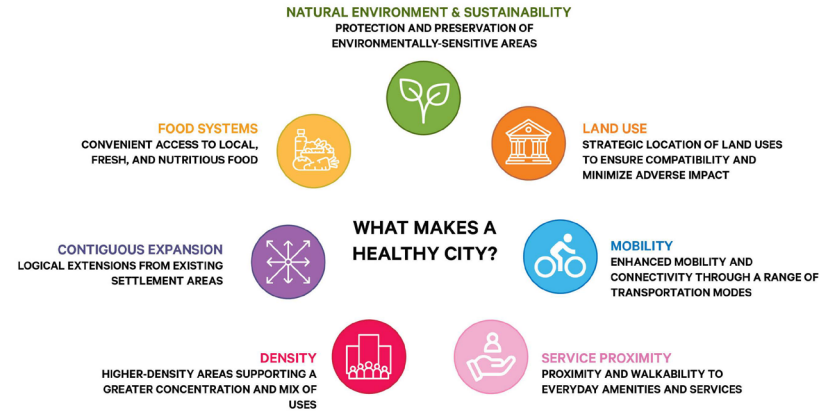 NATURAL ENVIRONMENT & SUSTAINABILITY
PROTECTION AND PRESERVATION OF
ENVIRONMENTALLY-SENSITIVE AREAS
FOOD SYSTEMS
CONVENIENT ACCESS TO LOCAL,
FRESH, AND NUTRITIOUS FOOD
LAND USE
STRATEGIC LOCATION OF LAND USES
TO ENSURE COMPATIBILITY AND
MINIMIZE ADVERSE IMPACT
WHAT MAKES A
HEALTHY CITY?
CONTIGUOUS EXPANSION
LOGICAL EXTENSIONS FROM EXISTING
SETTLEMENT AREAS
MOBILITY
ENHANCED MOBILITY AND
CONNECTIVITY THROUGH A RANGE OF
TRANSPORTATION MODES
DENSITY
HIGHER-DENSITY AREAS SUPPORTING A
GREATER CONCENTRATION AND MIX OF
USES
SERVICE PROXIMITY
PROXIMITY AND WALKABILITY TO
EVERYDAY AMENITIES AND SERVICES